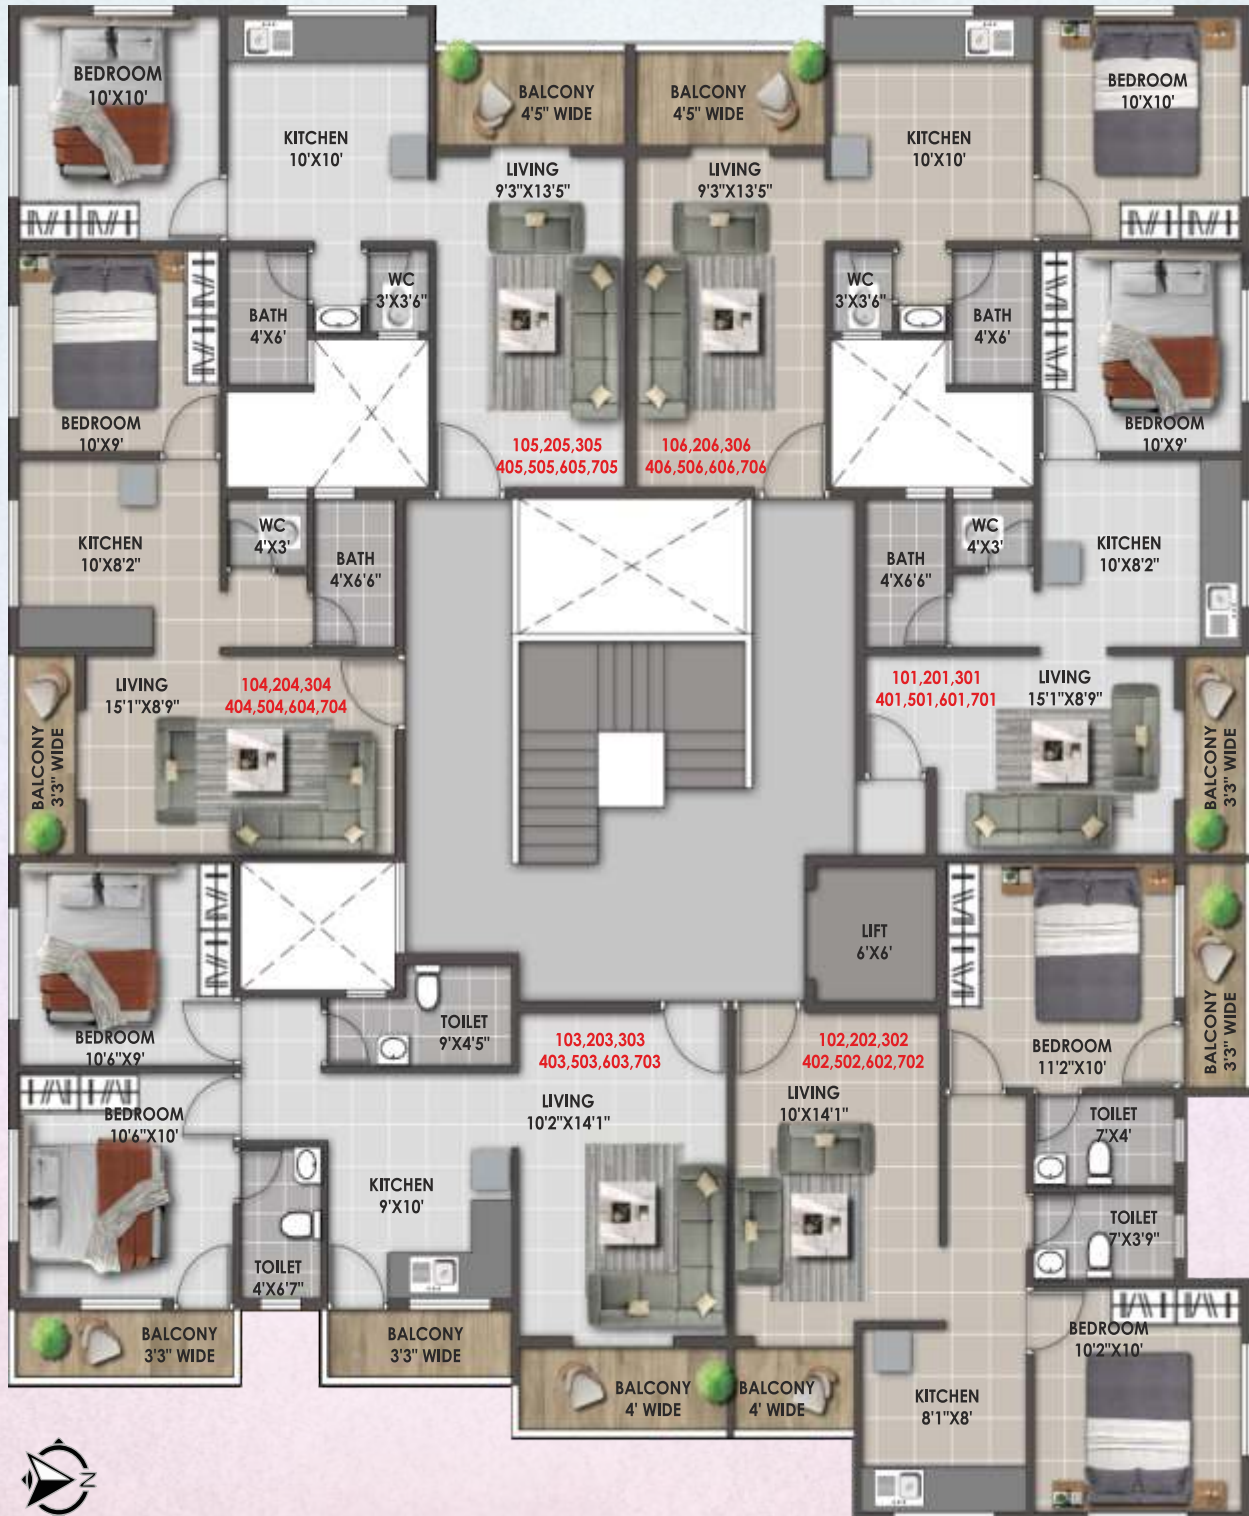 BEDROOM
10'X10'
KITCHEN
10'X10'
BALCONY
4'5" WIDE
BALCONY
4'5" WIDE
KITCHEN
10'X10'
BEDROOM
10'X10'
LIVING
9'3"X13'5"
LIVING
9'3"X13'5"
WC
3'X3'6"
BATH
4'X6'
WC
3'X3'6"
BATH
4'X6'
BEDROOM
10'X9'
BEDROOM
10'X9'
105,205,305
405,505,605,705
106,206,306
406,506,606,706
KITCHEN
10'X8'2"
WC
4'X3'
BATH
4'X6'6"
BATH
4'X6'6"
WC
4'X3'
KITCHEN
10'X8'2"
LIVING
15'1"X8'9"
104,204,304
404,504,604,704
101,201,301
401,501,601,701
LIVING
15'1"X8'9"
BALCONY
3'3" WIDE
BALCONY
3'3" WIDE
LIFT
6'X6'
BEDROOM
10'6"X9'
TOILET
9'X4'5"
103,203,303
403,503,603,703
102,202,302
402,502,602,702
BEDROOM
11'2"X10'
BALCONY
3'3" WIDE
BEDROOM
10'6"X10'
LIVING
10'2"X14'1"
LIVING
10'X14'1"
TOILET
7'X4'
KITCHEN
9'X10'
TOILET
7'X3'9"
TOILET
4'X6'7"
BALCONY
3'3" WIDE
BALCONY
3'3" WIDE
BEDROOM
10'2"X10'
BALCONY
4' WIDE
BALCONY
4' WIDE
KITCHEN
8'1"X8'
N